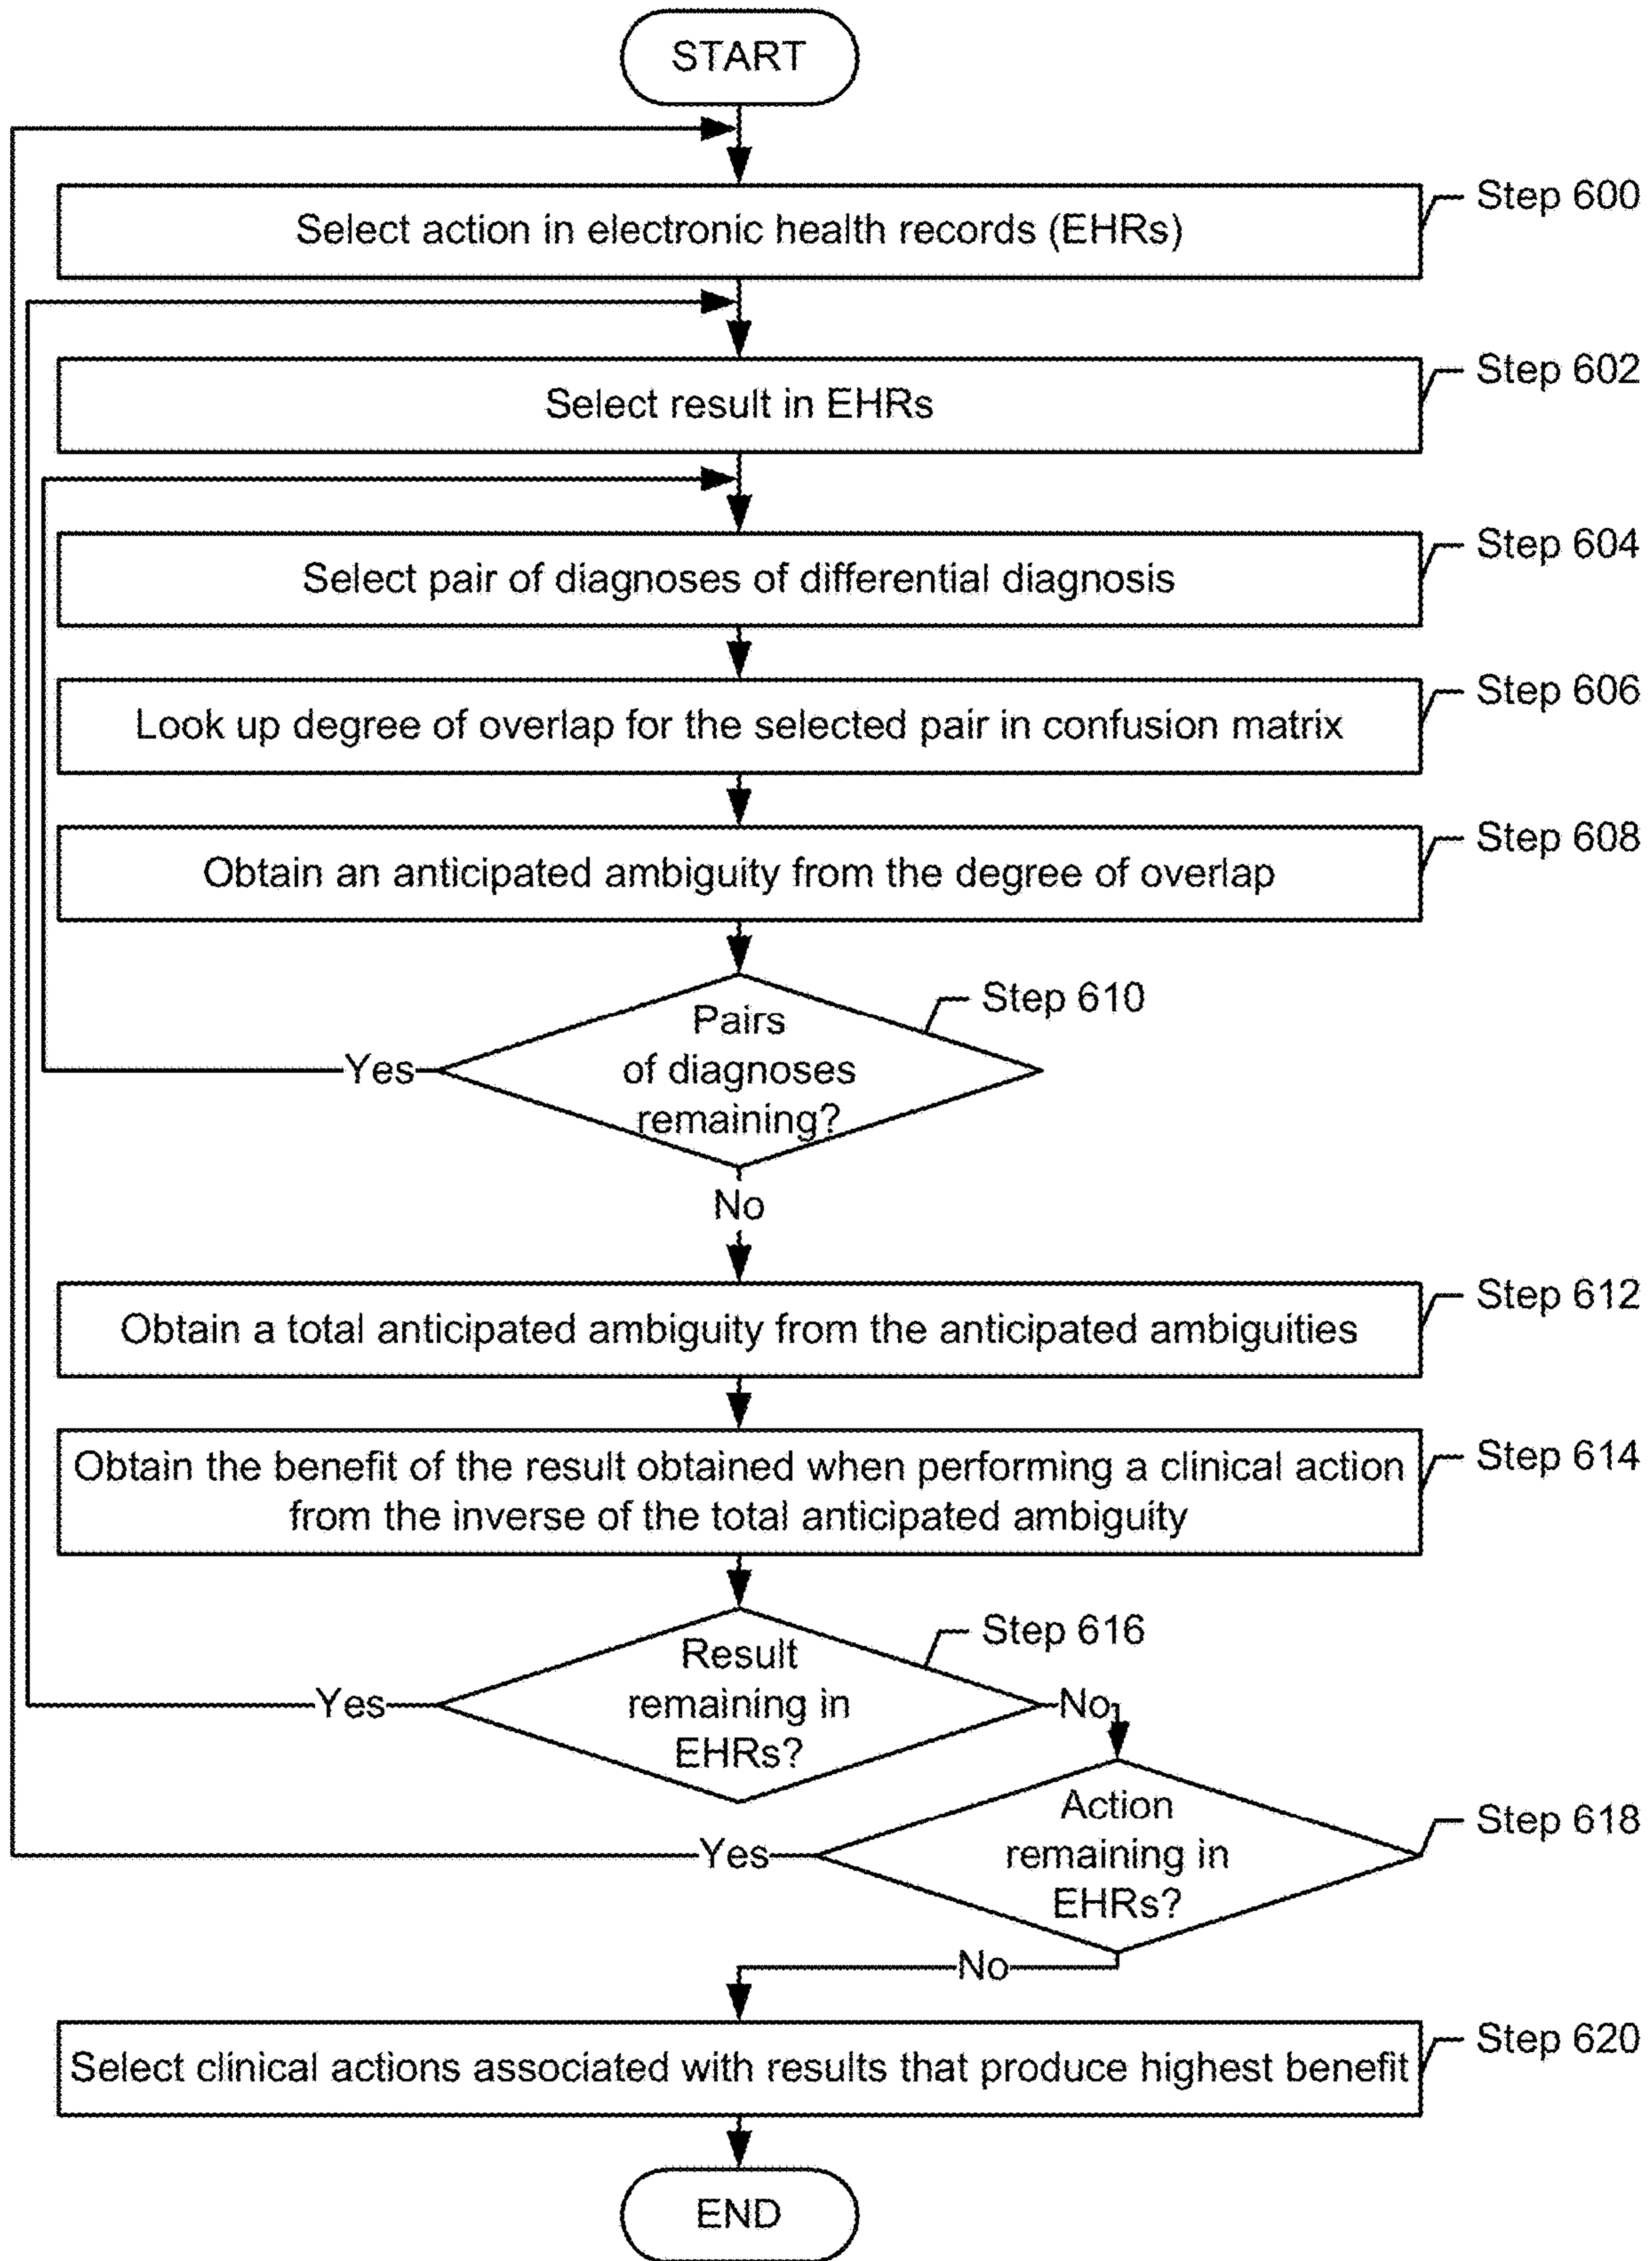 START
Step 600
Select action in electronic health records (EHRs)
Step 602
Select result in EHRs
Step 604
Select pair of diagnoses of differential diagnosis
Step 606
Look up degree of overlap for the selected pair in confusion matrix
Step 608
Obtain an anticipated ambiguity from the degree of overlap
Step 610
Pairs
of diagnoses
remaining?
Yes
No
Step 612
Obtain a total anticipated ambiguity from the anticipated ambiguities
Step 614
Obtain the benefit of the result obtained when performing a clinical action
from the inverse of the total anticipated ambiguity
Step 616
Result
remaining in
EHRs?
Yes
No
Step 618
Action
remaining in
EHRs?
Yes
No
Step 620
Select clinical actions associated with results that produce highest benefit
END